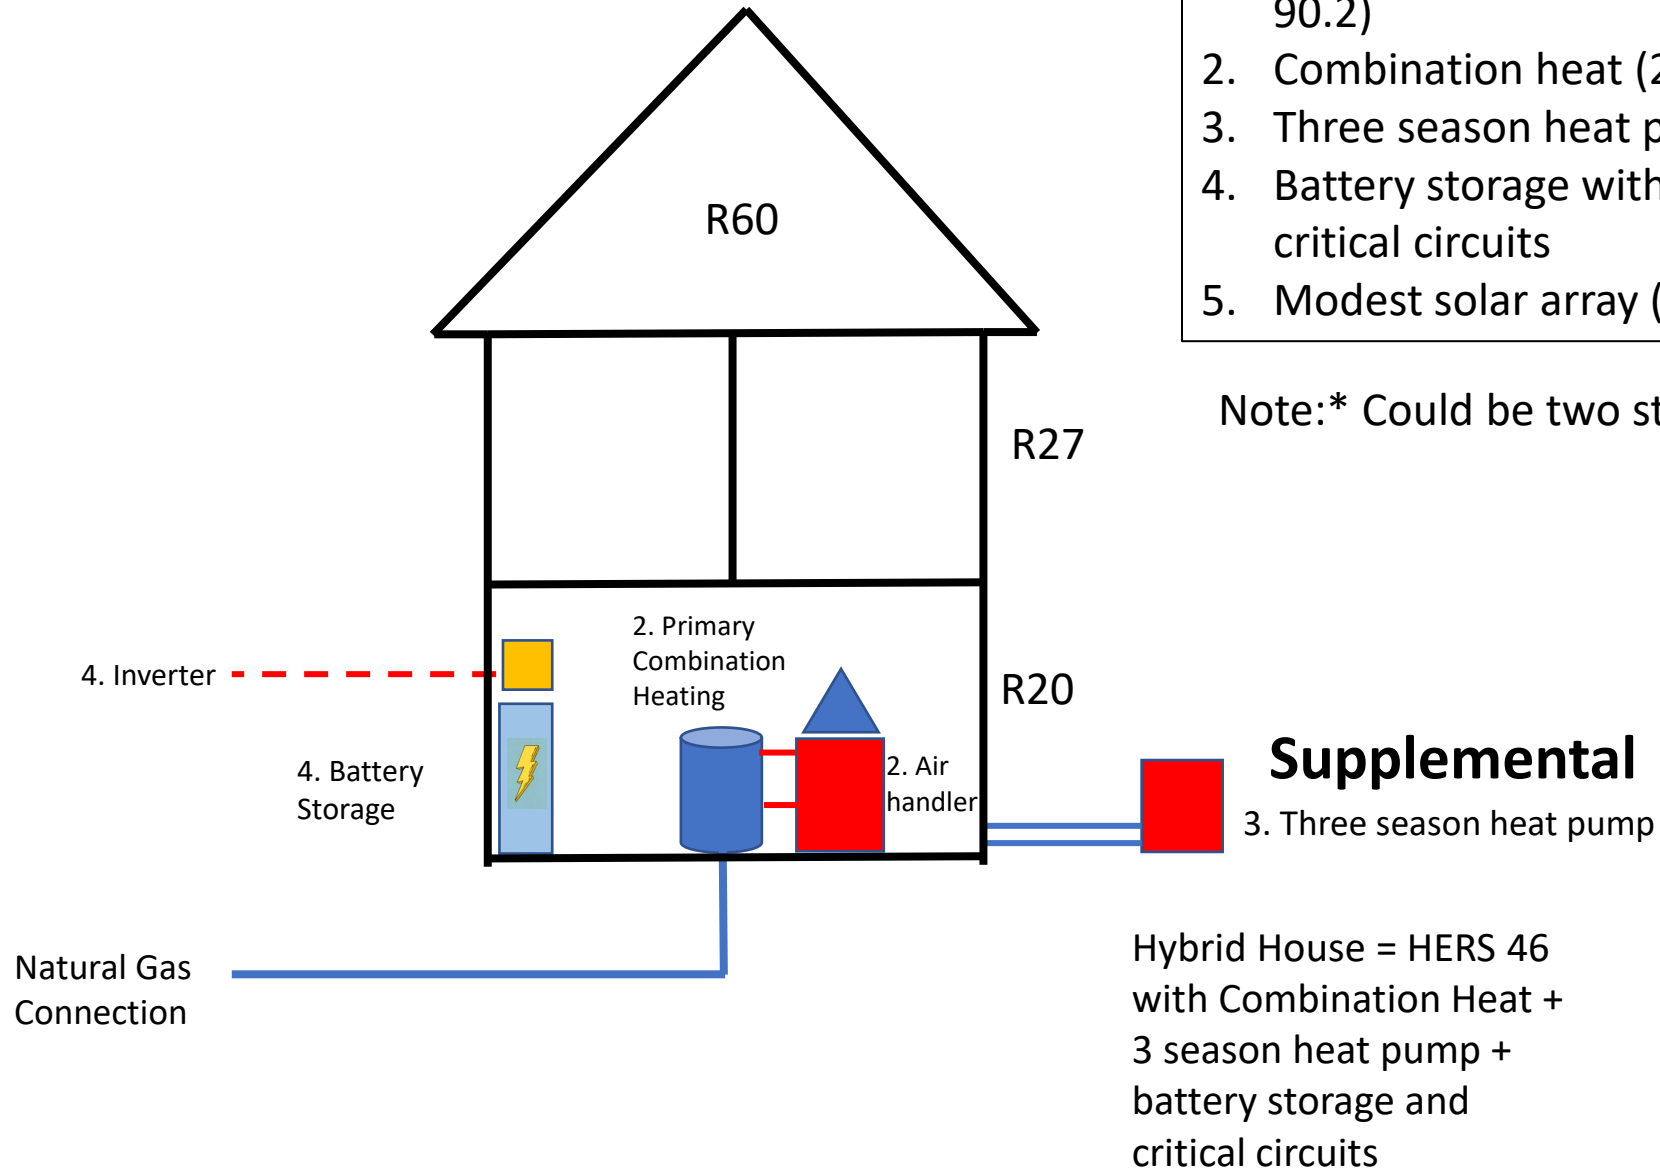 90.2)
2. Combination heat (2
3. Three season heat p
4. Battery storage with
critical circuits
5. Modest solar array (
Note:* Could be two st
R60
R27
2. Primary
Combination
Heating
4. Inverter
R20
2. Air
handler
4. Battery
Storage
Supplemental
3. Three season heat pump
Natural Gas
Connection
Hybrid House = HERS 46
with Combination Heat +
3 season heat pump +
battery storage and
critical circuits